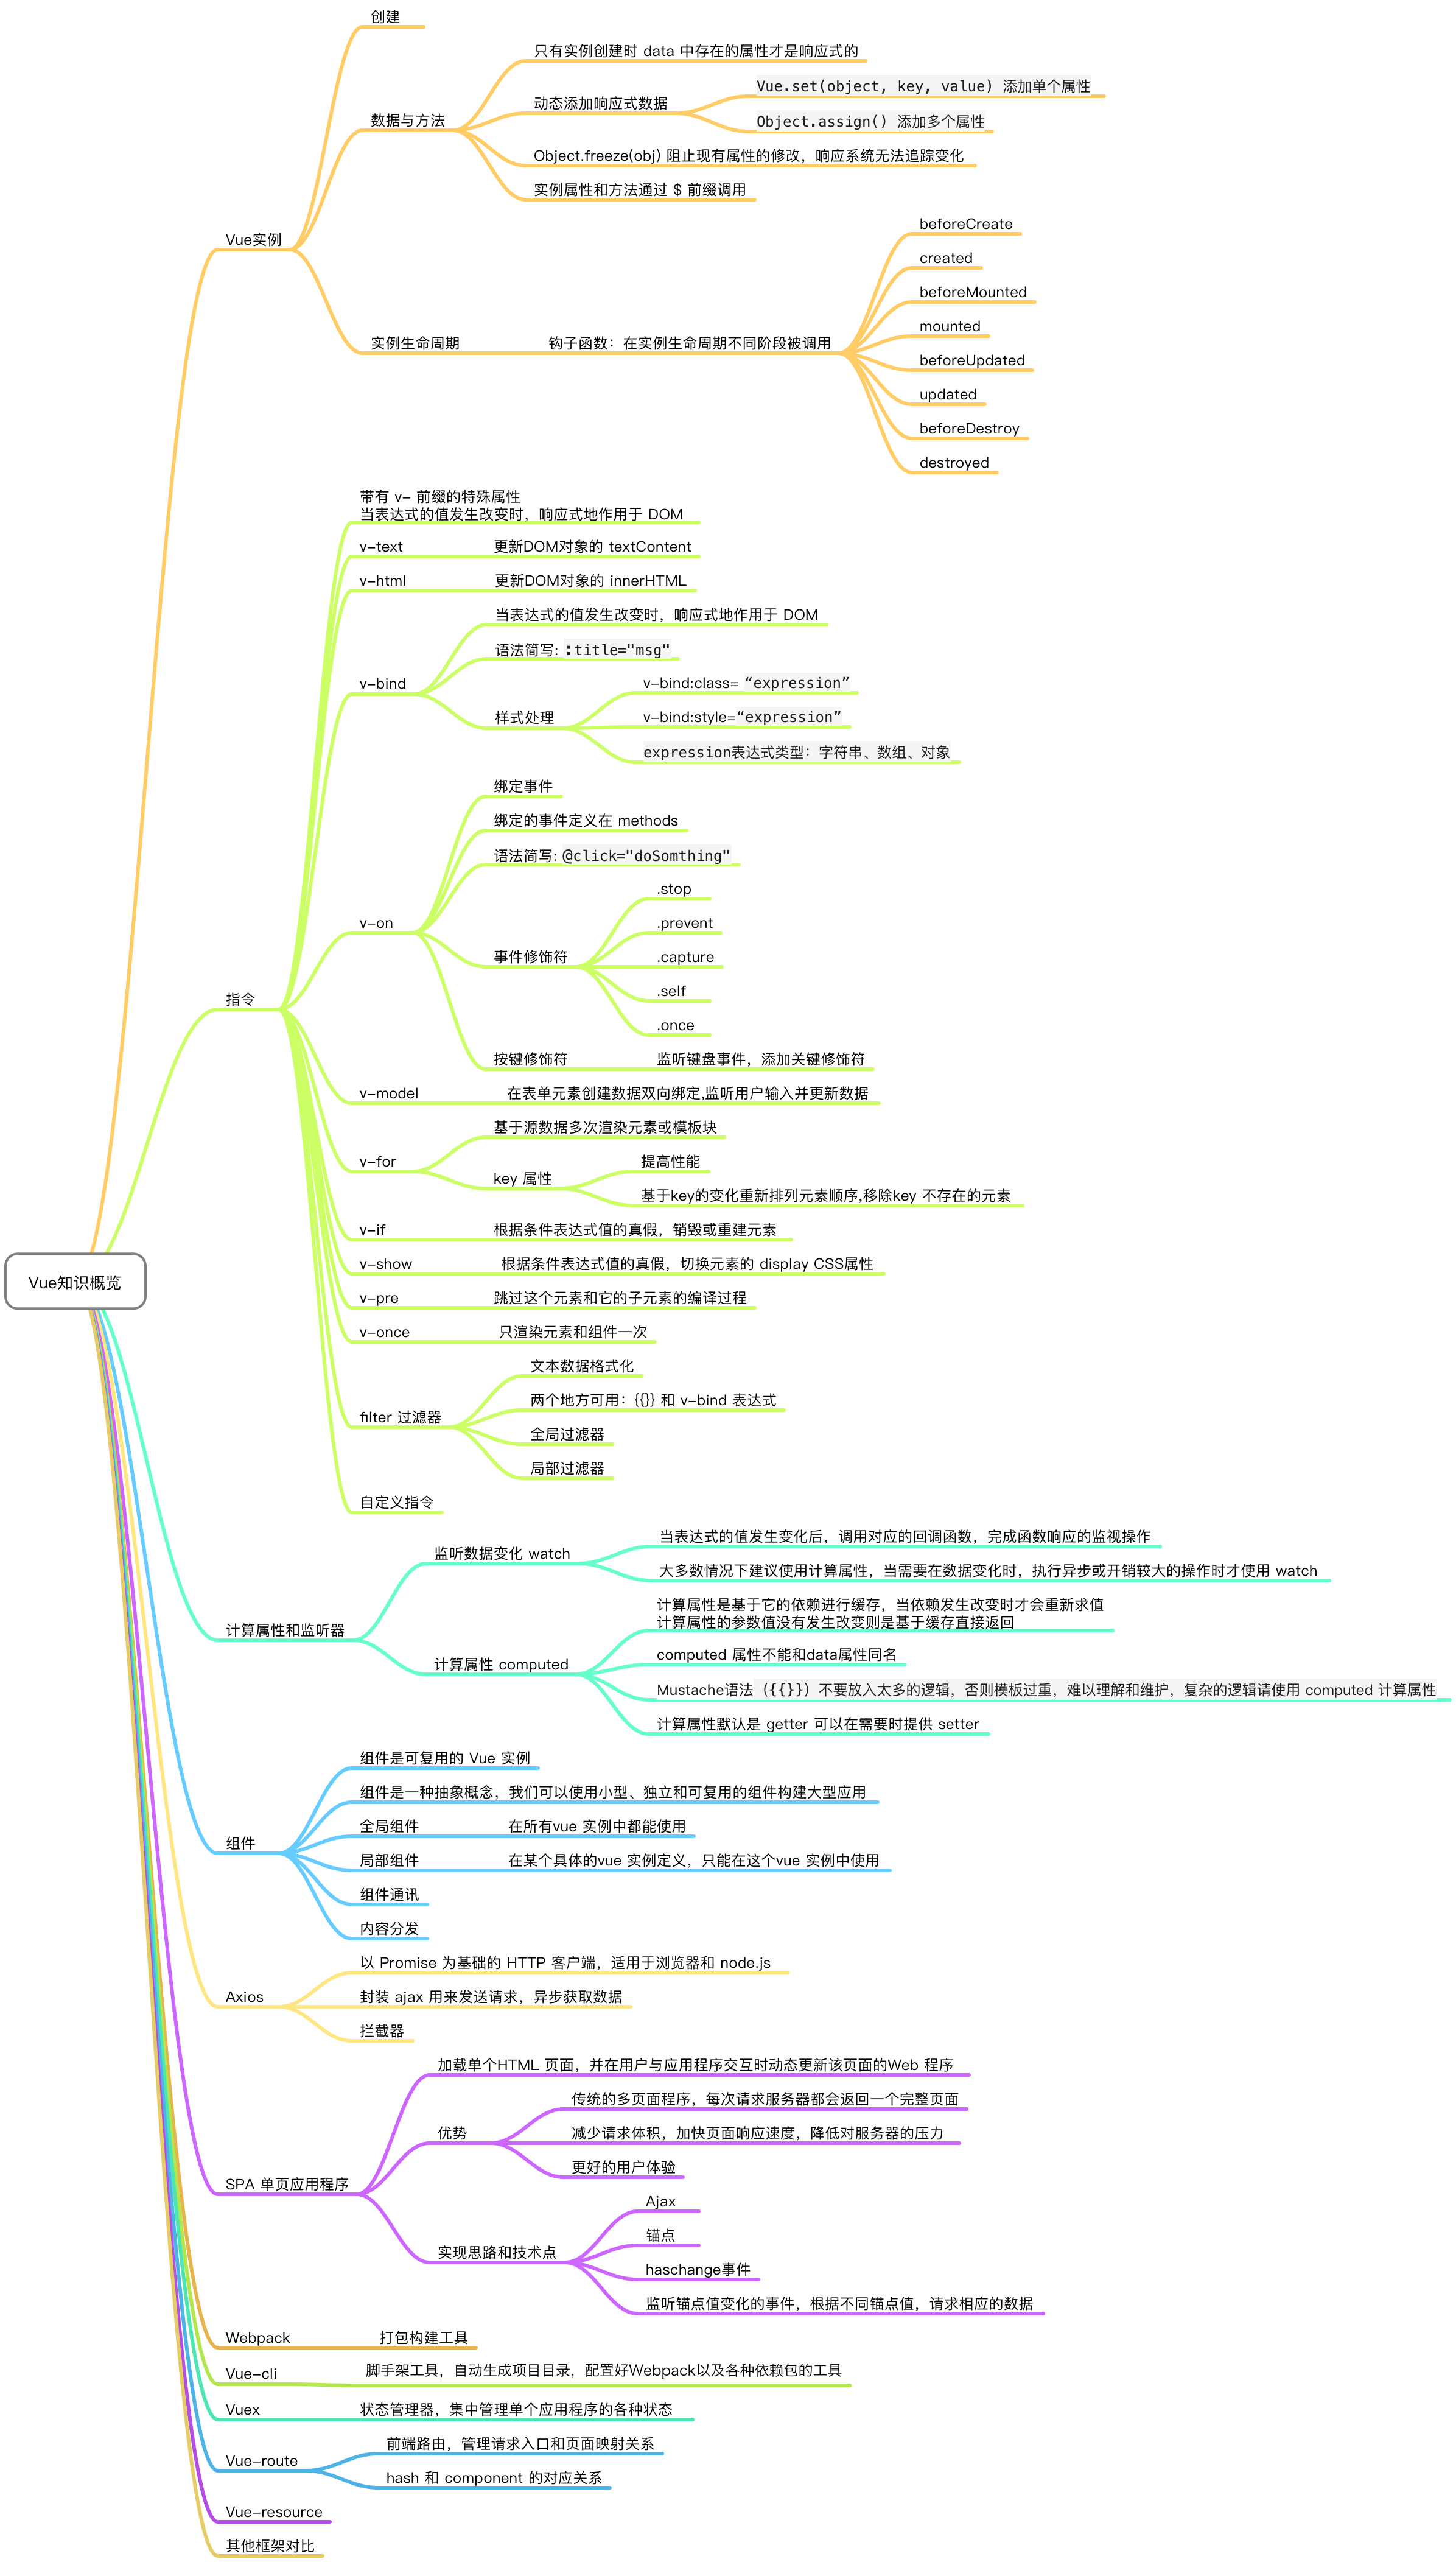 创建
只有实例创建时 data 中存在的属性才是响应式的
Vue.set(object, key, value) 添加单个属性
动态添加响应式数据
数据与方法
Object.assign() 添加多个属性
Object.freeze(obj) 阻止现有属性的修改，响应系统无法追踪变化
实例属性和方法通过 $ 前缀调用
Vue实例
beforeCreate
created
beforeMounted
mounted
实例生命周期
钩子函数：在实例生命周期不同阶段被调用
beforeUpdated
updated
beforeDestroy
destroyed
带有 v- 前缀的特殊属性
当表达式的值发生改变时，响应式地作用于 DOM
v-text
更新DOM对象的 textContent
v-html
更新DOM对象的 innerHTML
当表达式的值发生改变时，响应式地作用于 DOM
语法简写: :title="msg"
v-bind
v-bind:class= “expression”
样式处理
v-bind:style=“expression”
expression表达式类型：字符串、数组、对象
绑定事件
绑定的事件定义在 methods
语法简写: @click="doSomthing"
v-on
.stop
.prevent
事件修饰符
.capture
.self
.once
指令
按键修饰符
监听键盘事件，添加关键修饰符
v-model
在表单元素创建数据双向绑定,监听用户输入并更新数据
基于源数据多次渲染元素或模板块
v-for
提高性能
key 属性
基于key的变化重新排列元素顺序,移除key 不存在的元素
v-if
根据条件表达式值的真假，销毁或重建元素
v-show
根据条件表达式值的真假，切换元素的 display CSS属性
Vue知识概览
v-pre
跳过这个元素和它的子元素的编译过程
v-once
只渲染元素和组件一次
文本数据格式化
两个地方可用：{{}} 和 v-bind 表达式
filter 过滤器
全局过滤器
局部过滤器
自定义指令
当表达式的值发生变化后，调用对应的回调函数，完成函数响应的监视操作
监听数据变化 watch
大多数情况下建议使用计算属性，当需要在数据变化时，执行异步或开销较大的操作时才使用 watch
计算属性和监听器
计算属性是基于它的依赖进行缓存，当依赖发生改变时才会重新求值
计算属性的参数值没有发生改变则是基于缓存直接返回
计算属性 computed
computed 属性不能和data属性同名
Mustache语法（{{}}）不要放入太多的逻辑，否则模板过重，难以理解和维护，复杂的逻辑请使用 computed 计算属性
计算属性默认是 getter 可以在需要时提供 setter
组件是可复用的 Vue 实例
组件是一种抽象概念，我们可以使用小型、独立和可复用的组件构建大型应用
全局组件
在所有vue 实例中都能使用
组件
局部组件
在某个具体的vue 实例定义，只能在这个vue 实例中使用
组件通讯
内容分发
以 Promise 为基础的 HTTP 客户端，适用于浏览器和 node.js
Axios
封装 ajax 用来发送请求，异步获取数据
拦截器
加载单个HTML 页面，并在用户与应用程序交互时动态更新该页面的Web 程序
传统的多页面程序，每次请求服务器都会返回一个完整页面
优势
减少请求体积，加快页面响应速度，降低对服务器的压力
更好的用户体验
SPA 单页应用程序
Ajax
锚点
实现思路和技术点
haschange事件
监听锚点值变化的事件，根据不同锚点值，请求相应的数据
Webpack
打包构建工具
Vue-cli
脚手架工具，自动生成项目目录，配置好Webpack以及各种依赖包的工具
Vuex
状态管理器，集中管理单个应用程序的各种状态
前端路由，管理请求入口和页面映射关系
Vue-route
hash 和 component 的对应关系
Vue-resource
其他框架对比